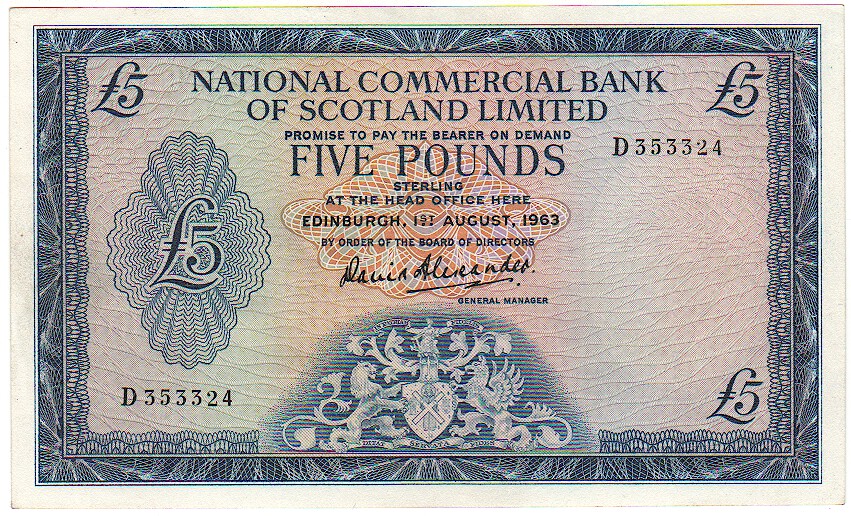 £5
£5
NATIONAL COMMERCIAL BANK
OF SCOTLAND LIMITED
PROMISE TO PAY THE BEARER ON DEMAND
FIVE POUNDS
D 353324
STERLING
AT THE HEAD OFFICE HERE
EDINBURGH, 1ST AUGUST, 1963
BY ORDER OF THE BOARD OF DIRECTORS
£5
David Alexander.
GENERAL MANAGER
D 353324
£5